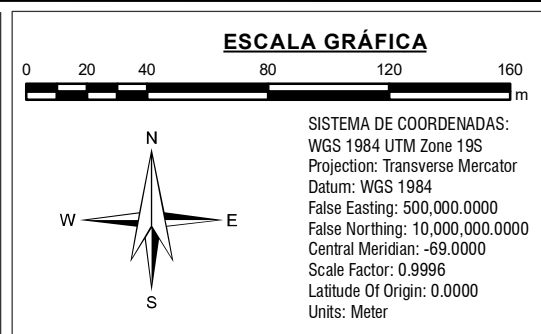 ESCALA GRÁFICA
0 20 40 80 120 160
m
SISTEMA DE COORDENADAS:
WGS 1984 UTM Zone 19S
Projection: Transverse Mercator
Datum: WGS 1984
False Easting: 500,000.0000
False Northing: 10,000,000.0000
Central Meridian: -69.0000
Scale Factor: 0.9996
Latitude Of Origin: 0.0000
Units: Meter
N
W E
S